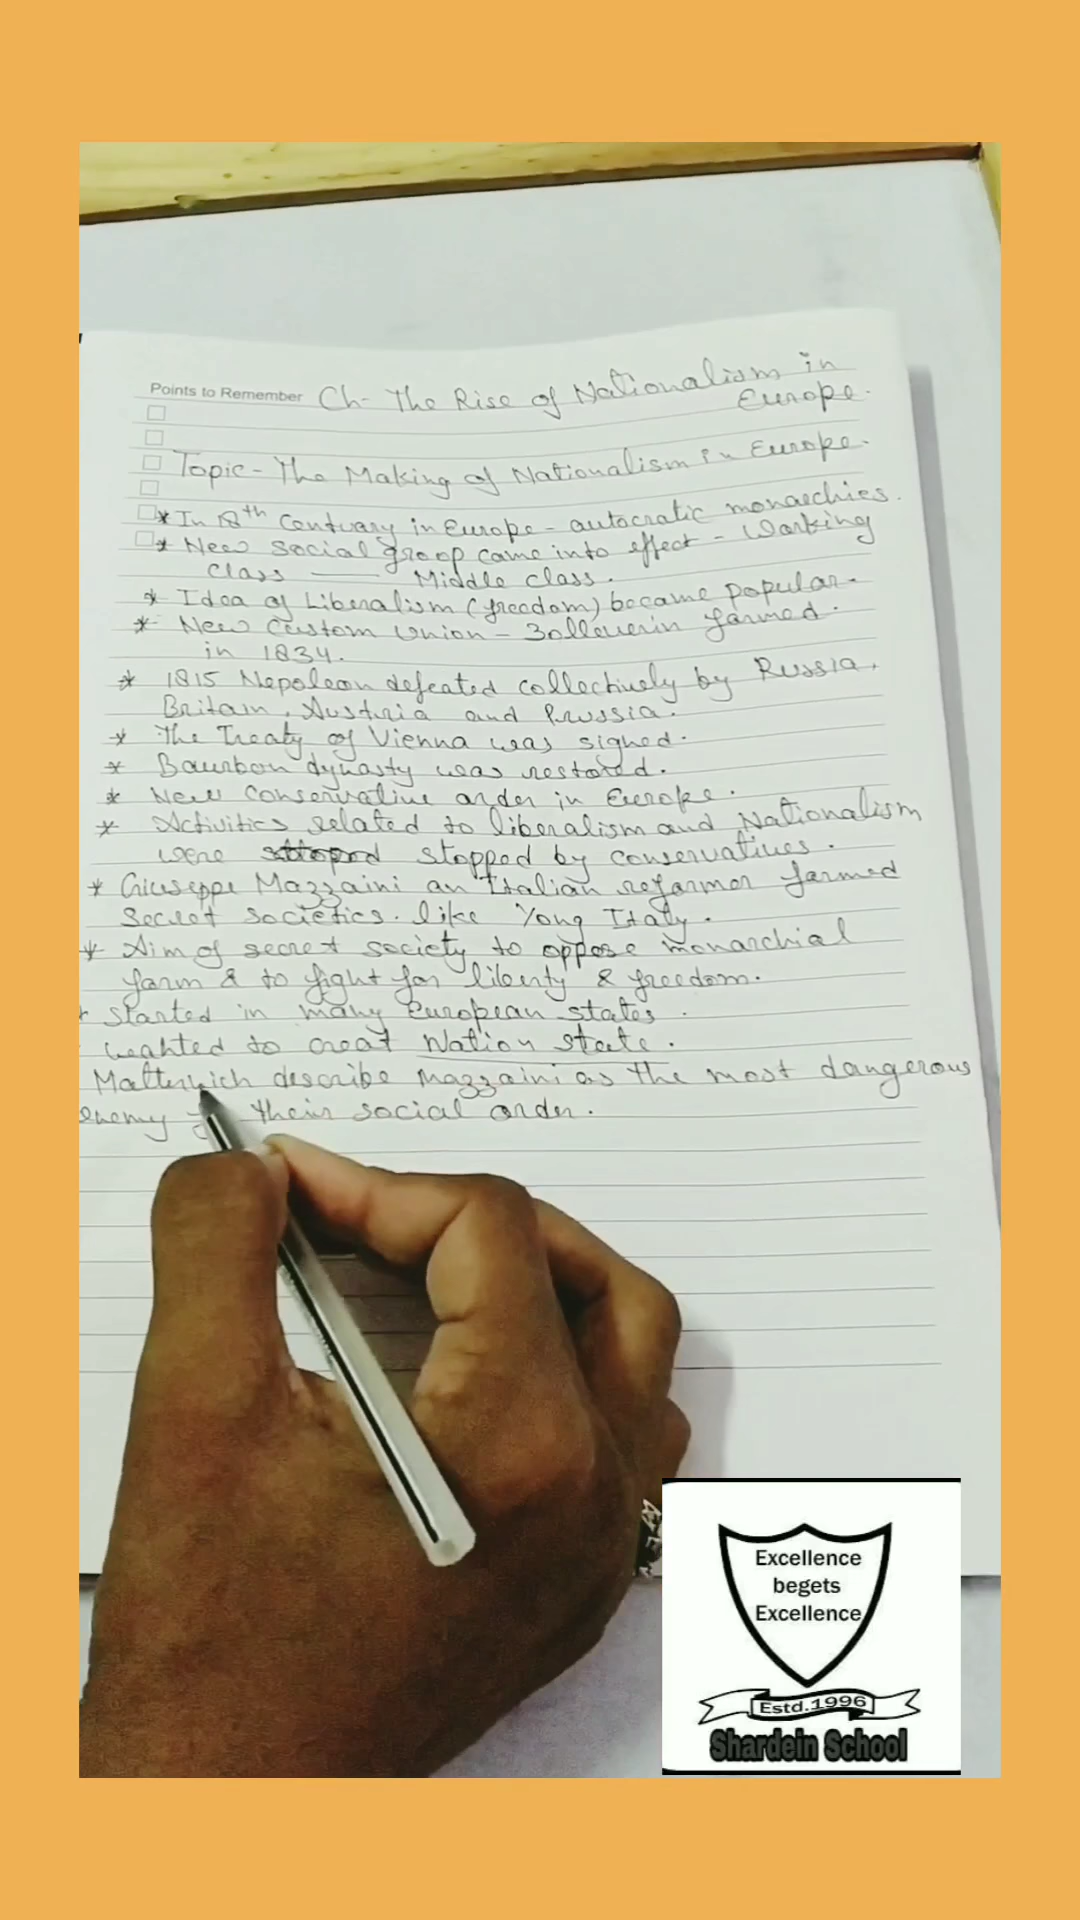 Points to Remember Ch- The Rise of Nationalism in
Europe.
Topic - The Making of Nationalism in Europe.
* In 18th Centuary in Europe - autocratic monarchies.
* New social groop came into effect - Working
class —— Middle class.
* Idea of Liberalism (freedom) became popular.
* New Custom Union - Zolleverin formed
in 1834.
* 1815 Nepoleon defeated collectively by Russia,
Britain, Austria and Prussia.
* The Treaty of Vienna was signed.
* Bourbon dynasty was restored.
* New Conservative order in Europe.
* Activities related to liberalism and Nationalism
were stopped by conservatives.
* Giuseppe Mazzaini an Italian reformer formed
Secret societies. like Yong Italy.
* Aim of secret society to oppose monarchial
form & to fight for liberty & freedom.
started in many European states.
wanted to creat Nation state.
Matterwich describe Mazzaini as the most dangerous
enemy of their social order.
Excellence
begets
Excellence
Estd.1996
Shardein School